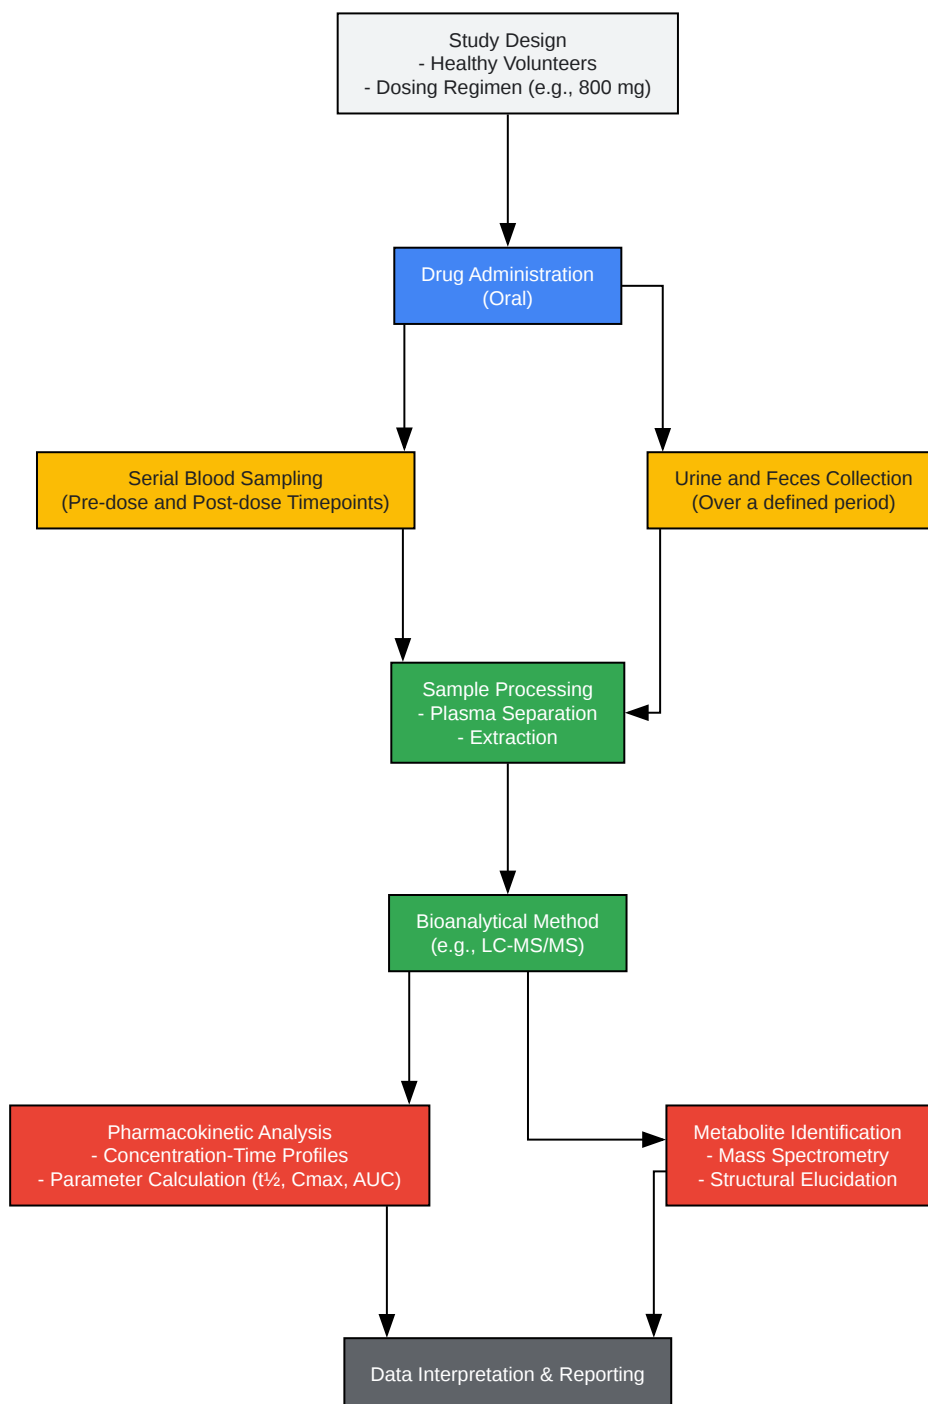 Study Design
- Healthy Volunteers
- Dosing Regimen (e.g., 800 mg)
Drug Administration
(Oral)
Serial Blood Sampling
(Pre-dose and Post-dose Timepoints)
Urine and Feces Collection
(Over a defined period)
Sample Processing
- Plasma Separation
- Extraction
Bioanalytical Method
(e.g., LC-MS/MS)
Pharmacokinetic Analysis
- Concentration-Time Profiles
- Parameter Calculation (t½, Cmax, AUC)
Metabolite Identification
- Mass Spectrometry
- Structural Elucidation
Data Interpretation & Reporting